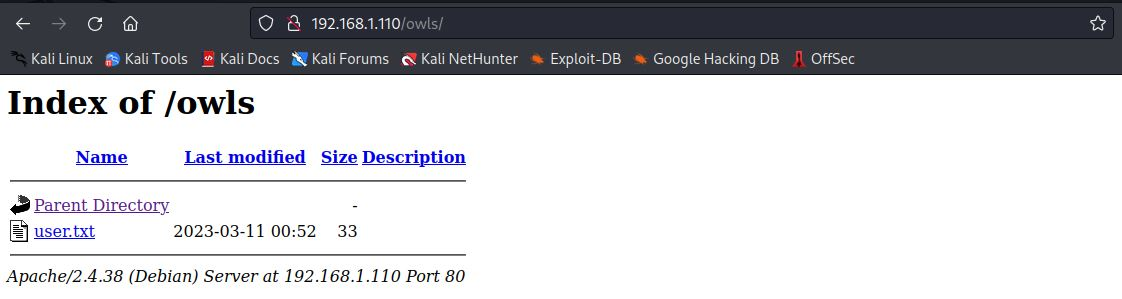 192.168.1.110/owls/
Kali Linux Kali Tools Kali Docs Kali Forums Kali NetHunter Exploit-DB Google Hacking DB OffSec
Index of /owls
Name Last modified Size Description
Parent Directory -
user.txt 2023-03-11 00:52 33
Apache/2.4.38 (Debian) Server at 192.168.1.110 Port 80